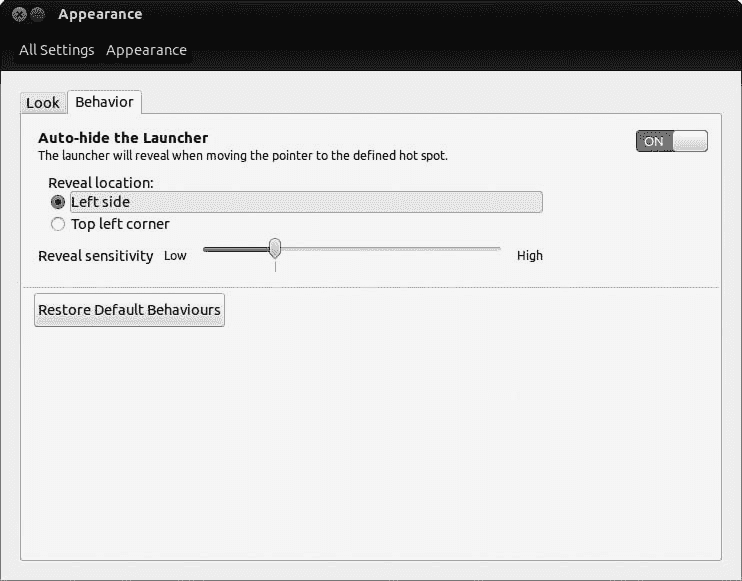 Appearance
All Settings Appearance
Look Behavior
Auto-hide the Launcher
ON
The launcher will reveal when moving the pointer to the defined hot spot.
Reveal location:
Left side
Top left corner
Reveal sensitivity Low High
Restore Default Behaviours